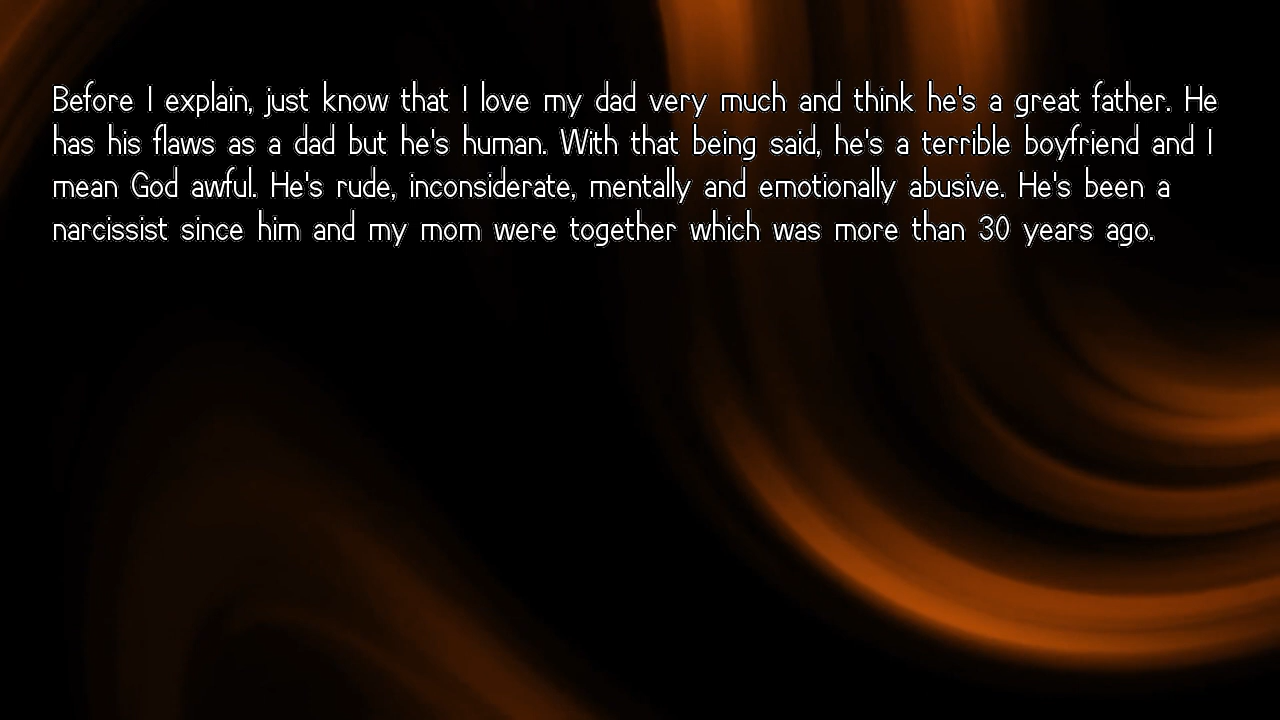 Before I explain, just know that I love my dad very much and think he's a great father. He
has his flaws as a dad but he's human. With that being said, he's a terrible boyfriend and I
mean God awful. He's rude, inconsiderate, mentally and emotionally abusive. He's been a
narcissist since him and my mom were together which was more than 30 years ago.